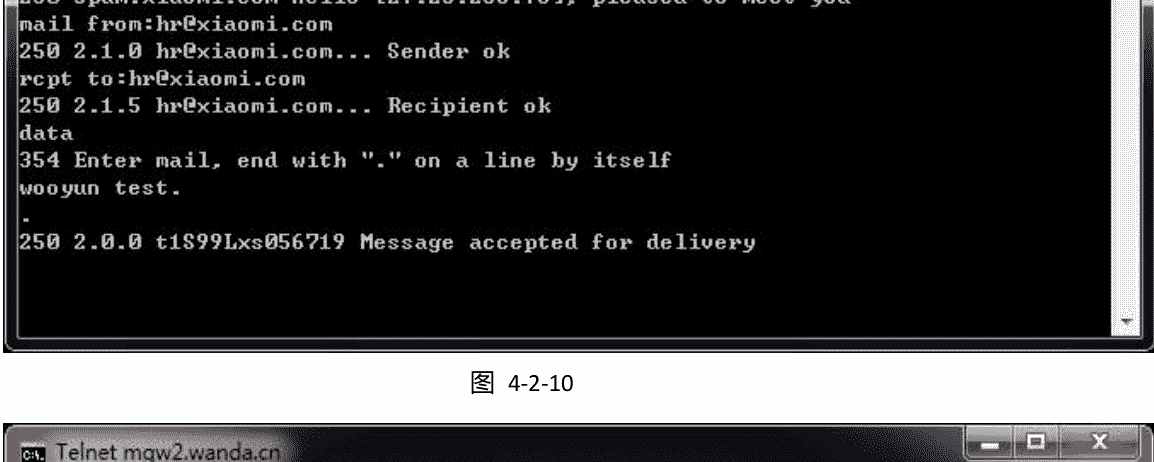 mail from:hr@xiaomi.com
250 2.1.0 hr@xiaomi.com... Sender ok
rcpt to:hr@xiaomi.com
250 2.1.5 hr@xiaomi.com... Recipient ok
data
354 Enter mail, end with "." on a line by itself
wooyun test.
.
250 2.0.0 t1S99Lxs056719 Message accepted for delivery
图 4-2-10
Telnet mqw2.wanda.cn